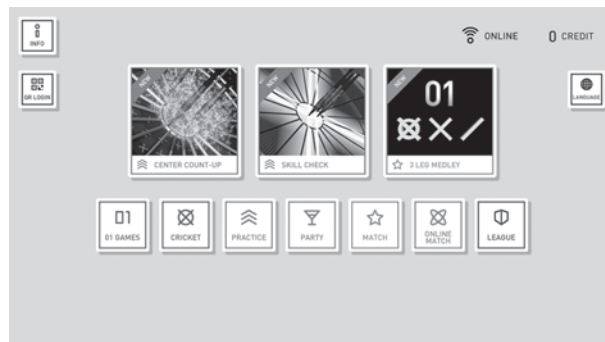 INFO
ONLINE
0 CREDIT
QR LOGIN
LANGUAGE
NEW
NEW
NEW
01
CENTER COUNT-UP
SKILL CHECK
3 LEG MEDLEY
01
01 GAMES
CRICKET
PRACTICE
PARTY
MATCH
ONLINE
MATCH
LEAGUE